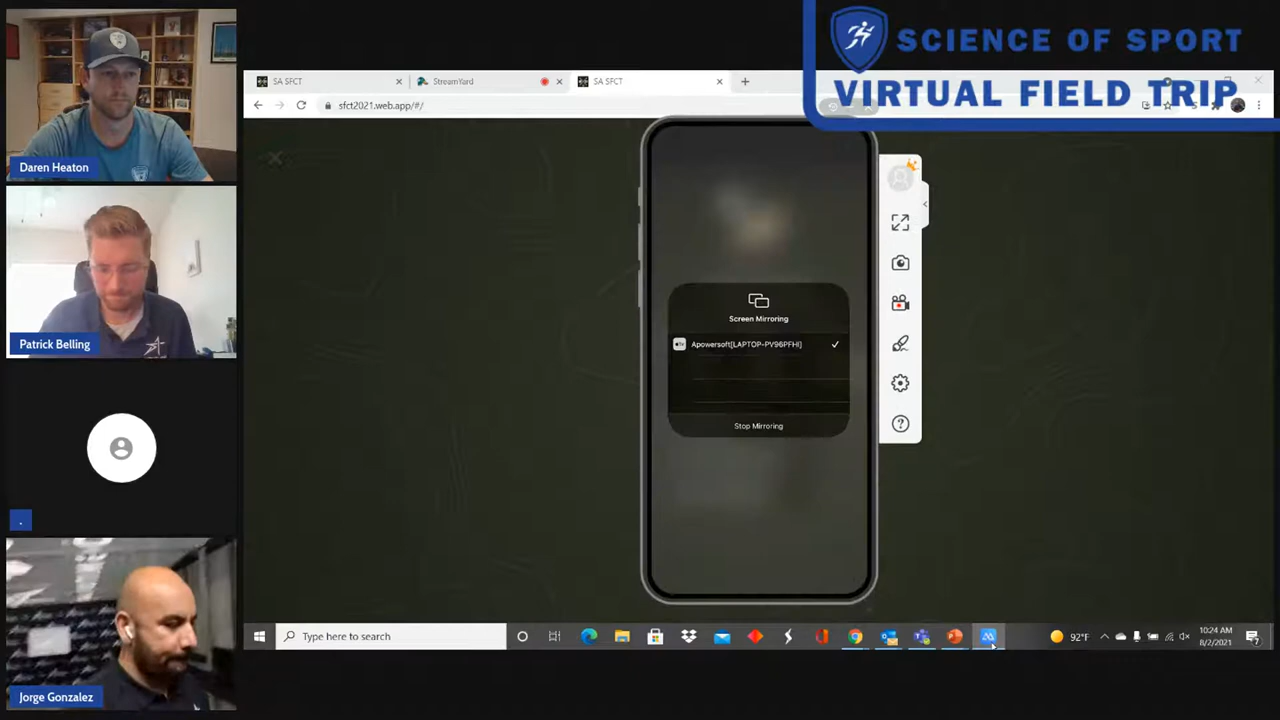 SCIENCE OF SPORT
VIRTUAL FIELD TRIP
SA SFCT
StreamYard
SA SFCT
sfct2021.web.app/#/
Daren Heaton
Patrick Belling
.
Jorge Gonzalez
Screen Mirroring
Apowersoft[LAPTOP-PV96PFHI]
Stop Mirroring
Type here to search
92°F
10:24 AM
8/2/2021